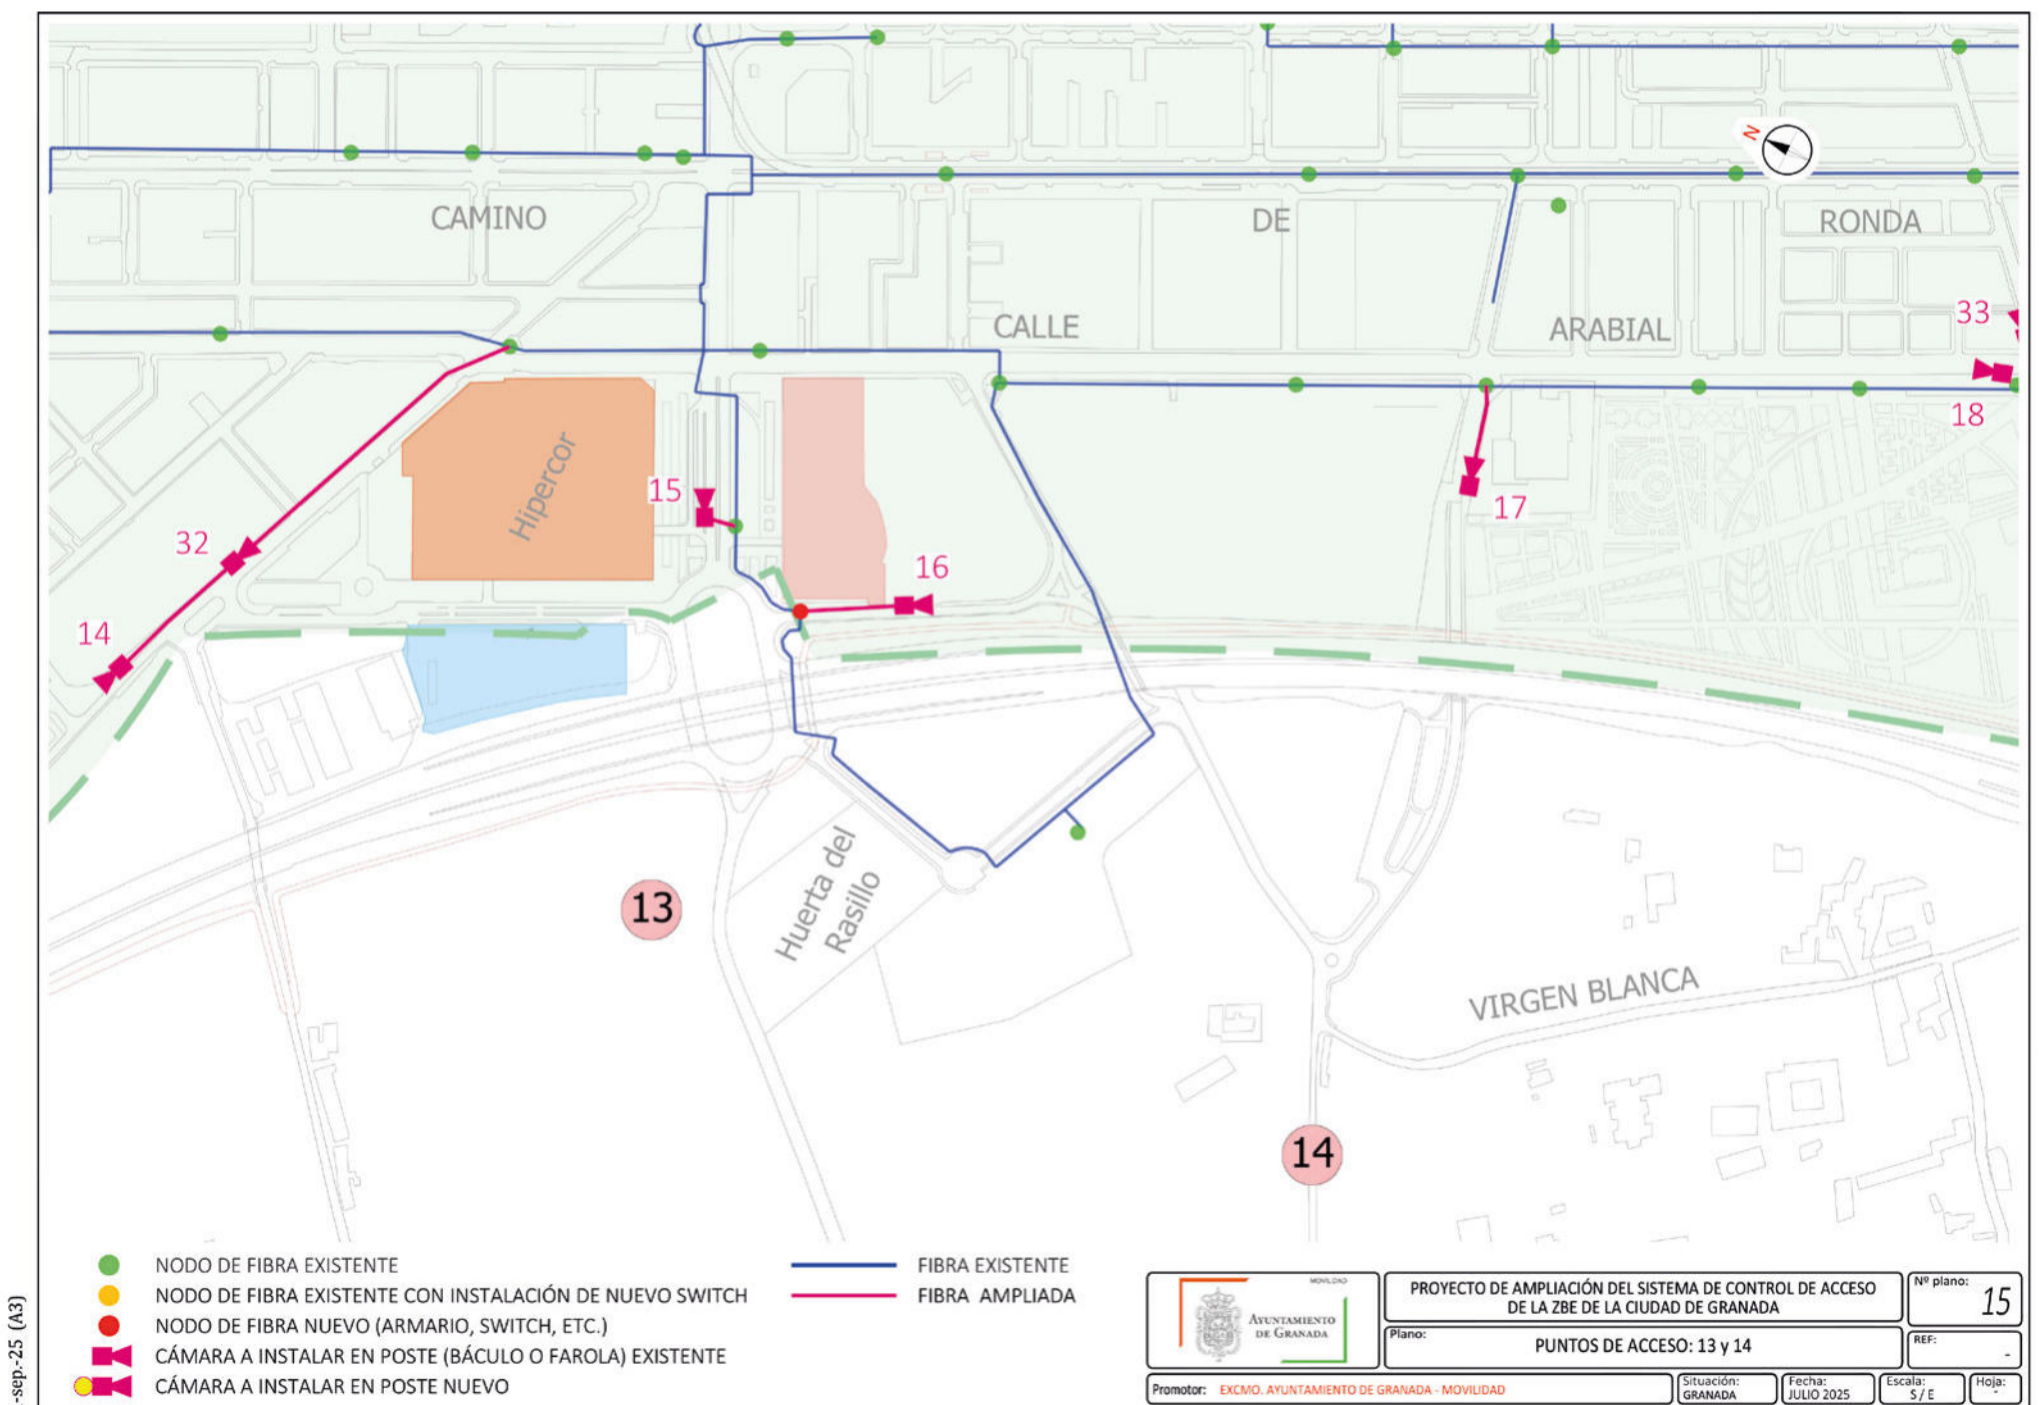 N
CAMINO
DE
RONDA
CALLE
ARABIAL
33
18
Hipercor
15
17
32
16
14
13
Huerta del
Rasillo
VIRGEN BLANCA
14
NODO DE FIBRA EXISTENTE
NODO DE FIBRA EXISTENTE CON INSTALACIÓN DE NUEVO SWITCH
NODO DE FIBRA NUEVO (ARMARIO, SWITCH, ETC.)
CÁMARA A INSTALAR EN POSTE (BÁCULO O FAROLA) EXISTENTE
CÁMARA A INSTALAR EN POSTE NUEVO
FIBRA EXISTENTE
FIBRA AMPLIADA
MOVILIDAD
AYUNTAMIENTO
DE GRANADA
PROYECTO DE AMPLIACIÓN DEL SISTEMA DE CONTROL DE ACCESO
DE LA ZBE DE LA CIUDAD DE GRANADA
Nº plano:
15
Plano:
PUNTOS DE ACCESO: 13 y 14
REF:
-
Promotor: EXCMO. AYUNTAMIENTO DE GRANADA - MOVILIDAD
Situación:
GRANADA
Fecha:
JULIO 2025
Escala:
S / E
Hoja:
-
-sep.-25 (A3)